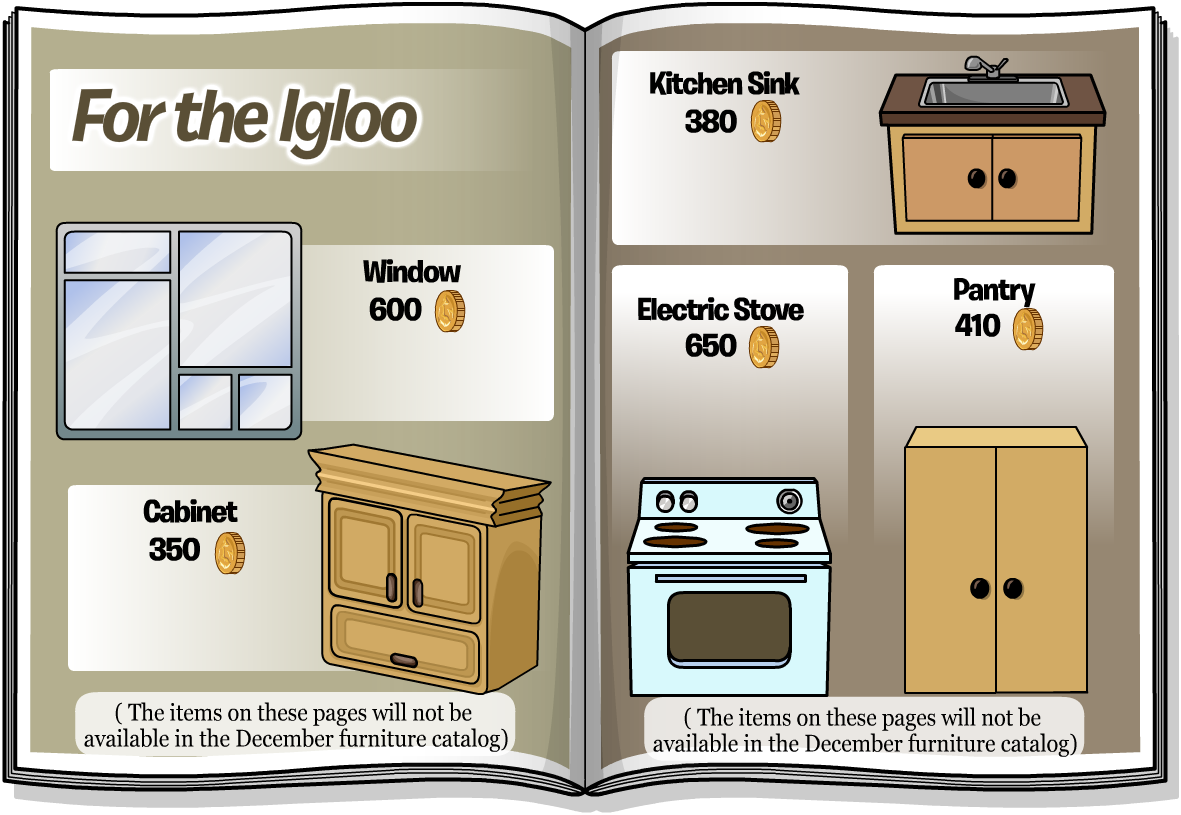 For the Igloo
Window
600
Cabinet
350
( The items on these pages will not be
available in the December furniture catalog)
Kitchen Sink
380
Electric Stove
650
Pantry
410
( The items on these pages will not be
available in the December furniture catalog)